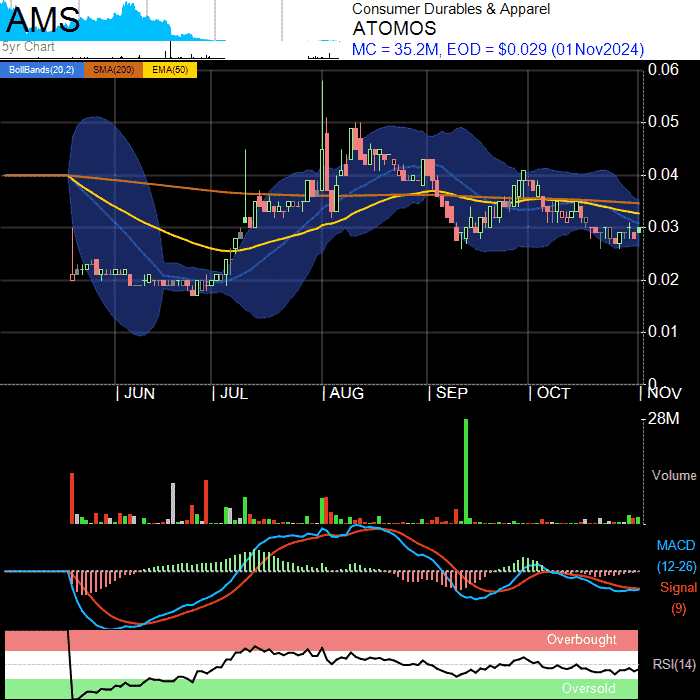 AMS
5yr Chart
Consumer Durables & Apparel
ATOMOS
MC = 35.2M, EOD = $0.029 (01Nov2024)
BollBands(20,2) SMA(200) EMA(50)
0.06
0.05
0.04
0.03
0.02
0.01
0
JUN JUL AUG SEP OCT NOV
28M
Volume
MACD
(12-26)
Signal
(9)
Overbought
RSI(14)
Oversold